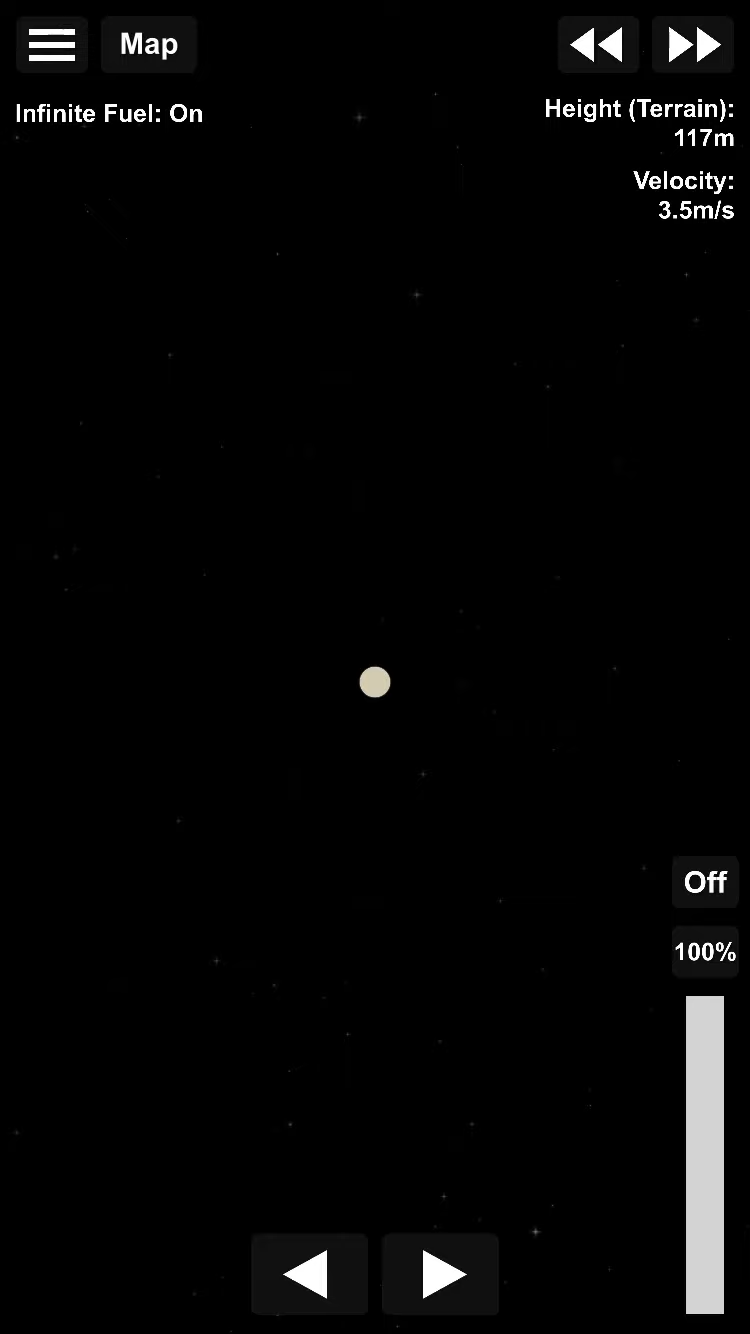 Map
Infinite Fuel: On
Height (Terrain):
117m
Velocity:
3.5m/s
Off
100%